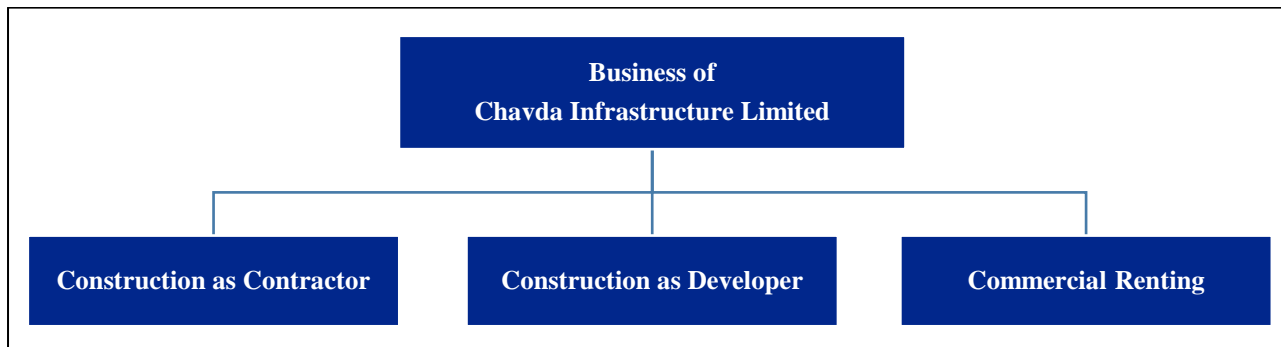 Business of
Chavda Infrastructure Limited
Construction as Contractor
Construction as Developer
Commercial Renting